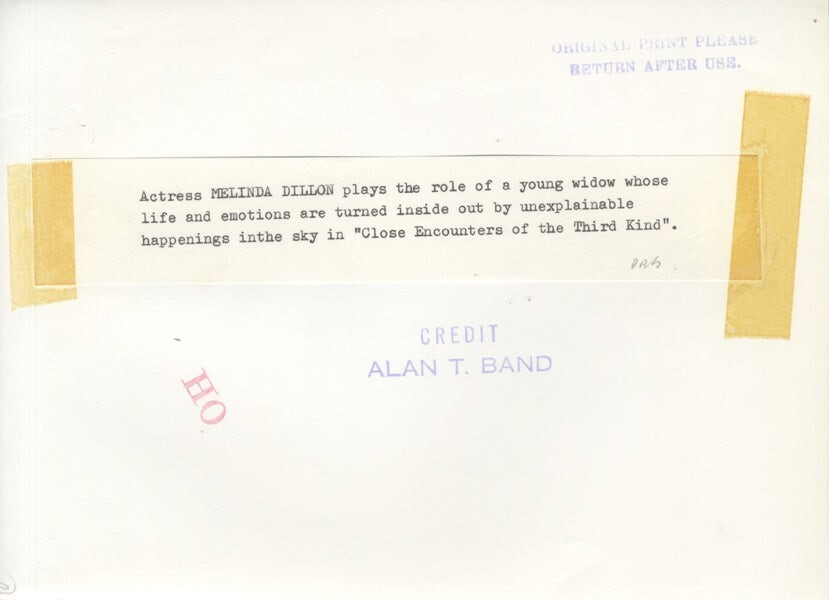 ORIGINAL PRINT PLEASE
RETURN AFTER USE.
Actress MELINDA DILLON plays the role of a young widow whose
life and emotions are turned inside out by unexplainable
happenings inthe sky in "Close Encounters of the Third Kind".
CREDIT
ALAN T. BAND
HO